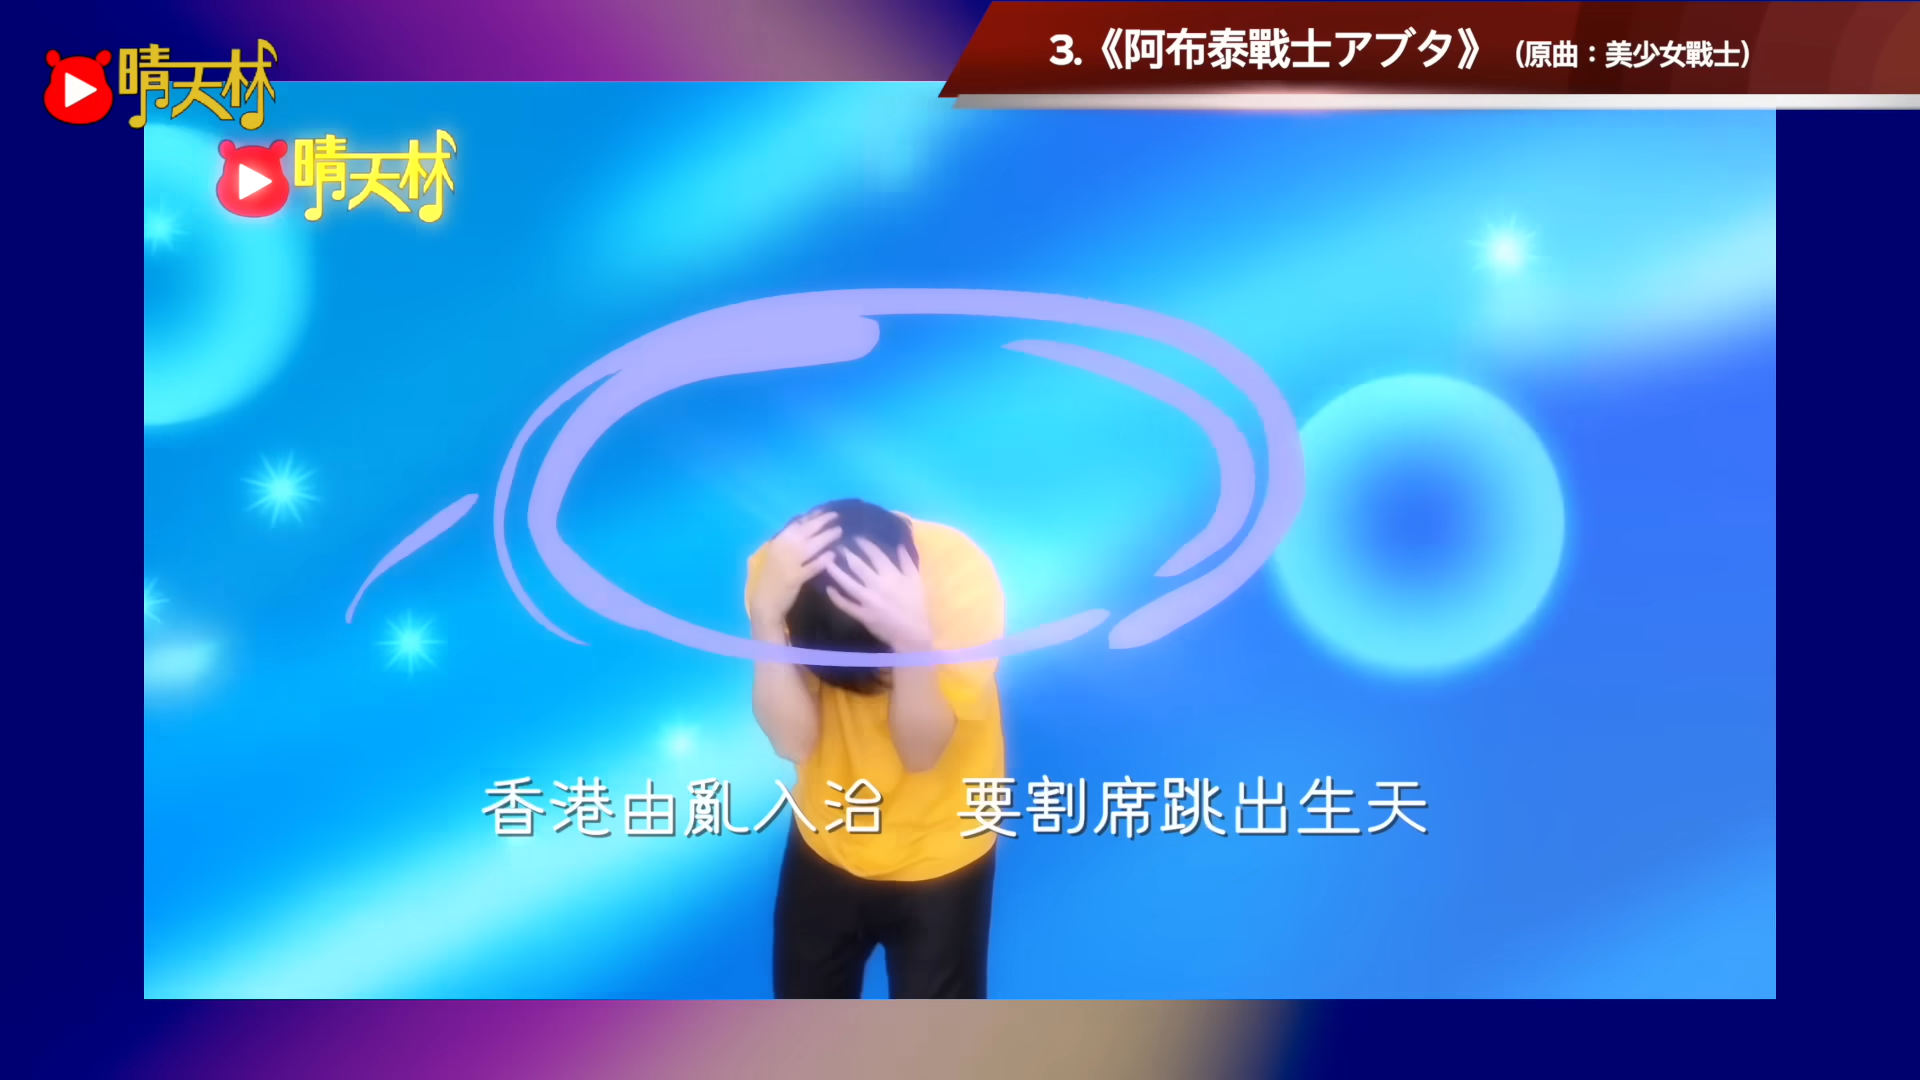 晴天林
3.《阿布泰戰士アブタ》（原曲：美少女戰士）
晴天林
香港由亂入治　要割席跳出生天